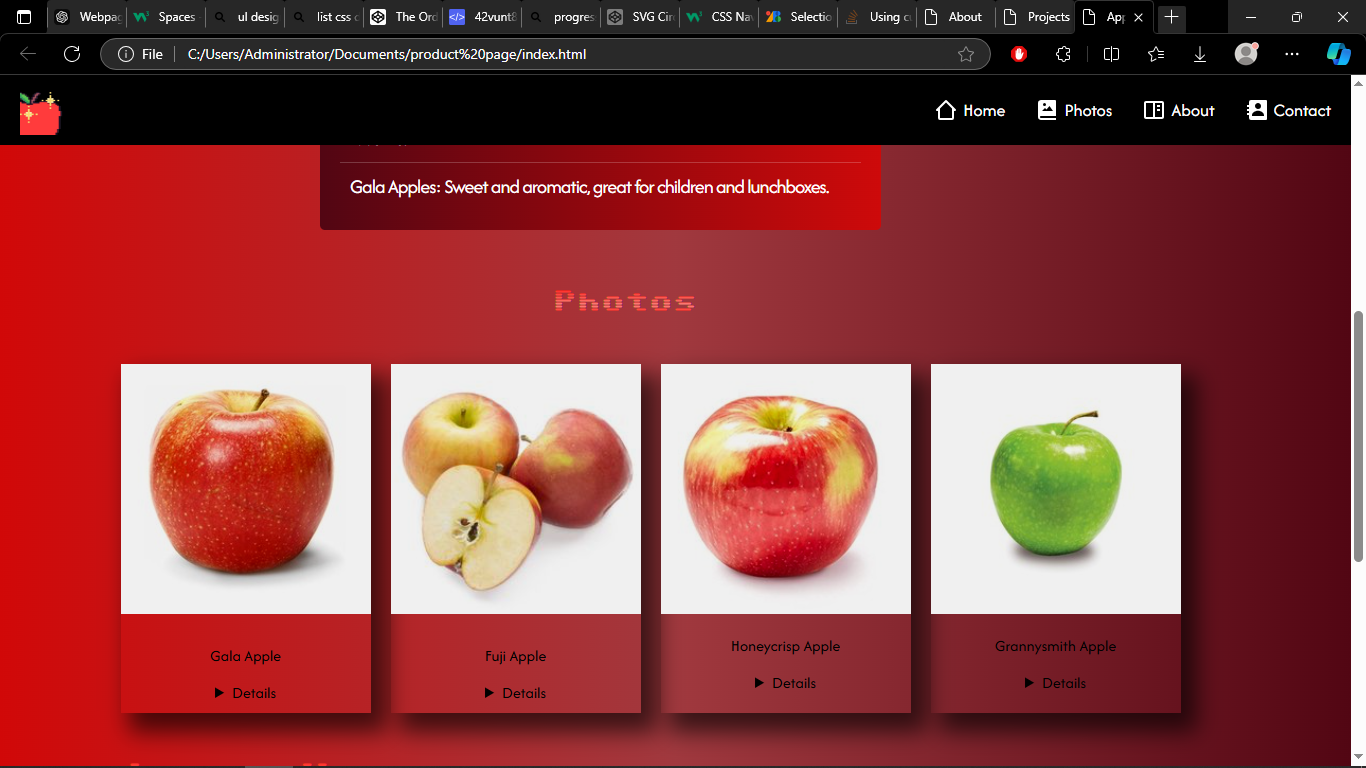 Webpag
Spaces
ul desig
list css c
The Ord
42vunt8
progres
SVG Cir
CSS Nav
Selectio
Using c
About
Projects
App
File
C:/Users/Administrator/Documents/product%20page/index.html
Home
Photos
About
Contact
Gala Apples: Sweet and aromatic, great for children and lunchboxes.
Photos
Gala Apple
Fuji Apple
Honeycrisp Apple
Grannysmith Apple
Details
Details
Details
Details